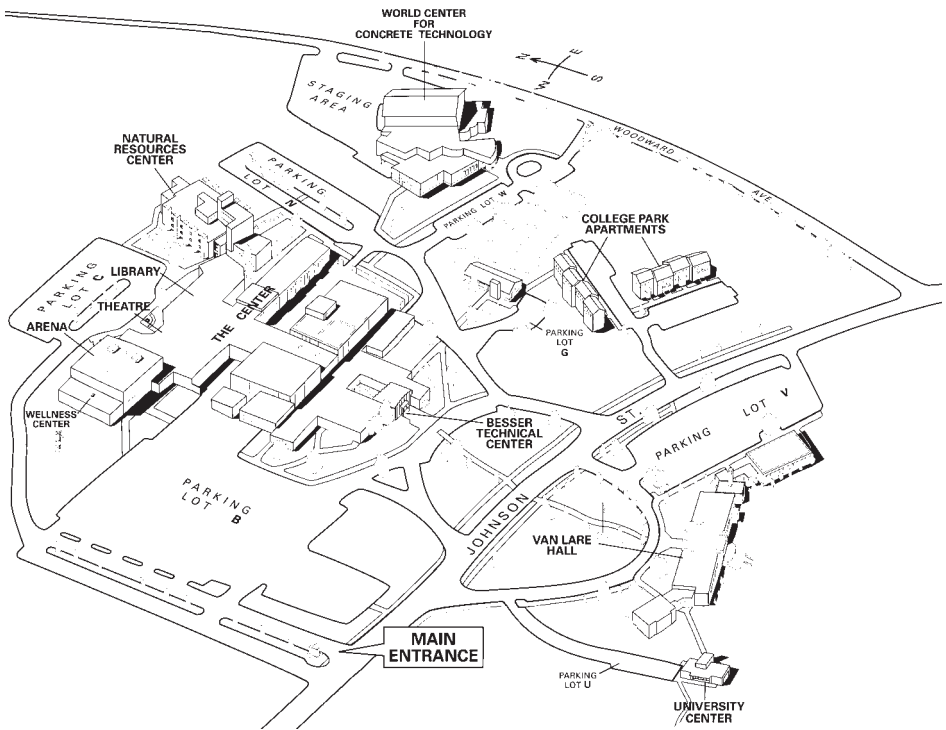 WORLD CENTER
FOR
CONCRETE TECHNOLOGY
N
E
S
W
STAGING
AREA
WOODWARD
AVE
NATURAL
RESOURCES
CENTER
PARKING
LOT N
PARKING LOT W
COLLEGE PARK
APARTMENTS
PARKING
LOT C
LIBRARY
THEATRE
THE CENTER
ARENA
PARKING
LOT
G
WELLNESS
CENTER
BESSER
TECHNICAL
CENTER
JOHNSON
ST.
PARKING
LOT V
PARKING
LOT B
VAN LARE
HALL
MAIN
ENTRANCE
PARKING
LOT U
UNIVERSITY
CENTER